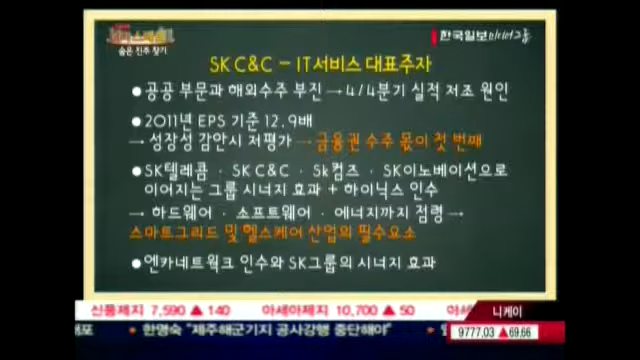 숨은 진주 찾기
한국일보 미디어그룹
SK C&C - IT서비스 대표주자
● 공공 부문과 해외수주 부진 → 4/4분기 실적 저조 원인
● 2011년 EPS 기준 12.9배
→ 성장성 감안시 저평가 → 금융권 수주 몫이 첫 번째
● SK텔레콤 · SK C&C · Sk컴즈 · SK이노베이션으로
이어지는 그룹 시너지 효과 + 하이닉스 인수
→ 하드웨어 · 소프트웨어 · 에너지까지 점령 →
스마트그리드 및 헬스케어 산업의 필수요소
● 엔카네트웍크 인수와 SK그룹의 시너지 효과
신풍제지 7,590 ▲ 140 아세아제지 10,700 ▲ 50 아세
니케이
한명숙 "제주해군기지 공사강행 중단해야"
9777.03 ▲69.66